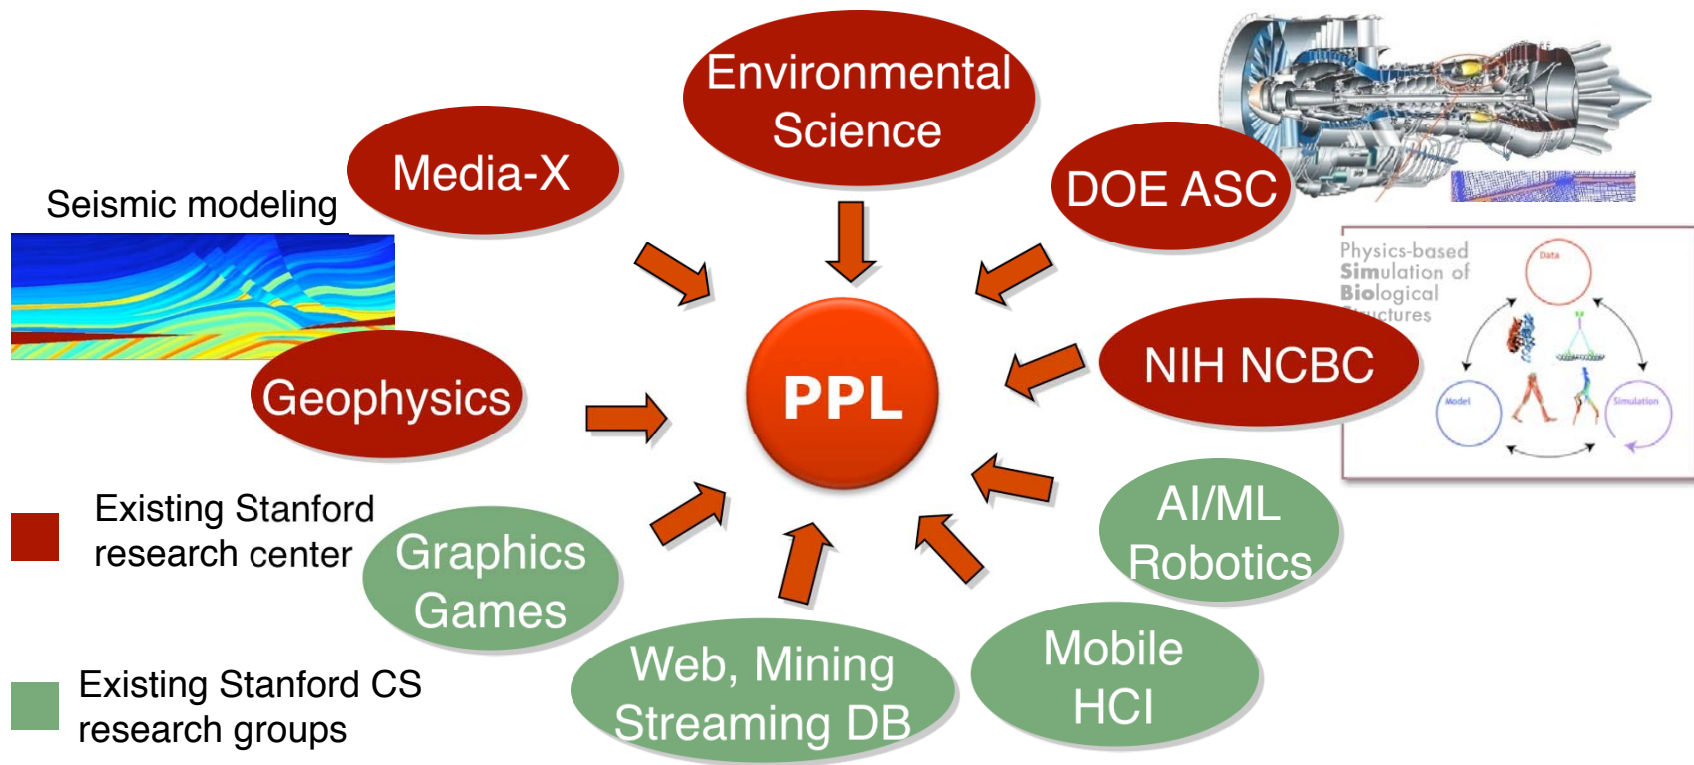 Environmental
Science
Media-X
DOE ASC
Seismic modeling
Physics-based
Simulation of
Biological
Structures
Data
Model
Simulation
NIH NCBC
PPL
Geophysics
Existing Stanford
research center
Graphics
Games
AI/ML
Robotics
Web, Mining
Streaming DB
Mobile
HCI
Existing Stanford CS
research groups